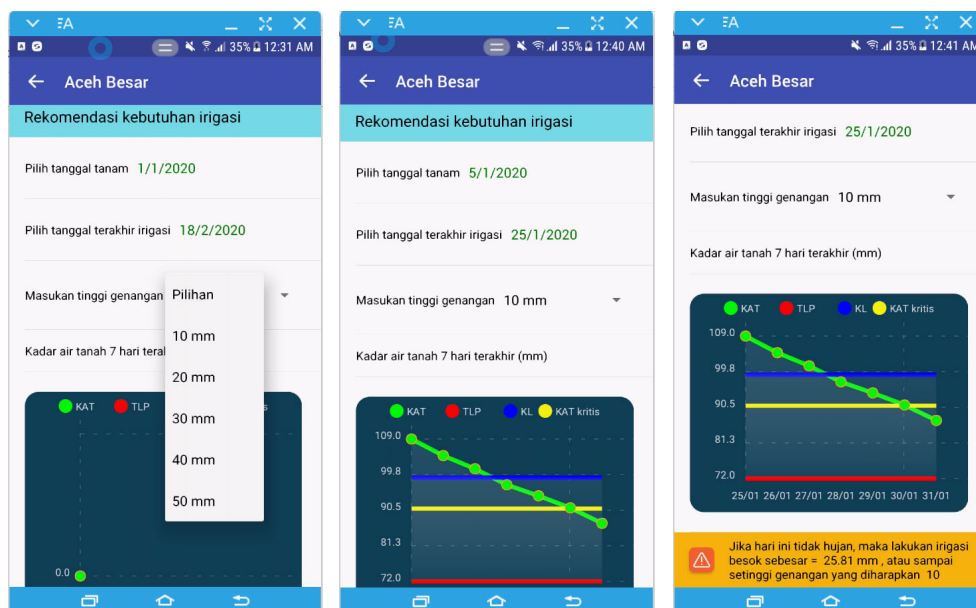 35% 12:31 AM
Aceh Besar
Rekomendasi kebutuhan irigasi
Pilih tanggal tanam 1/1/2020
Pilih tanggal terakhir irigasi 18/2/2020
Masukan tinggi genangan
Pilihan
10 mm
20 mm
30 mm
40 mm
50 mm
Kadar air tanah 7 hari
KAT TLP
0.0
35% 12:40 AM
Aceh Besar
Rekomendasi kebutuhan irigasi
Pilih tanggal tanam 5/1/2020
Pilih tanggal terakhir irigasi 25/1/2020
Masukan tinggi genangan 10 mm
Kadar air tanah 7 hari terakhir (mm)
KAT TLP KL KAT kritis
109.0
99.8
90.5
81.3
72.0
35% 12:41 AM
Aceh Besar
Pilih tanggal terakhir irigasi 25/1/2020
Masukan tinggi genangan 10 mm
Kadar air tanah 7 hari terakhir (mm)
KAT TLP KL KAT kritis
109.0
99.8
90.5
81.3
72.0
25/01 26/01 27/01 28/01 29/01 30/01 31/01
Jika hari ini tidak hujan, maka lakukan irigasi
besok sebesar = 25.81 mm , atau sampai
setinggi genangan yang diharapkan 10